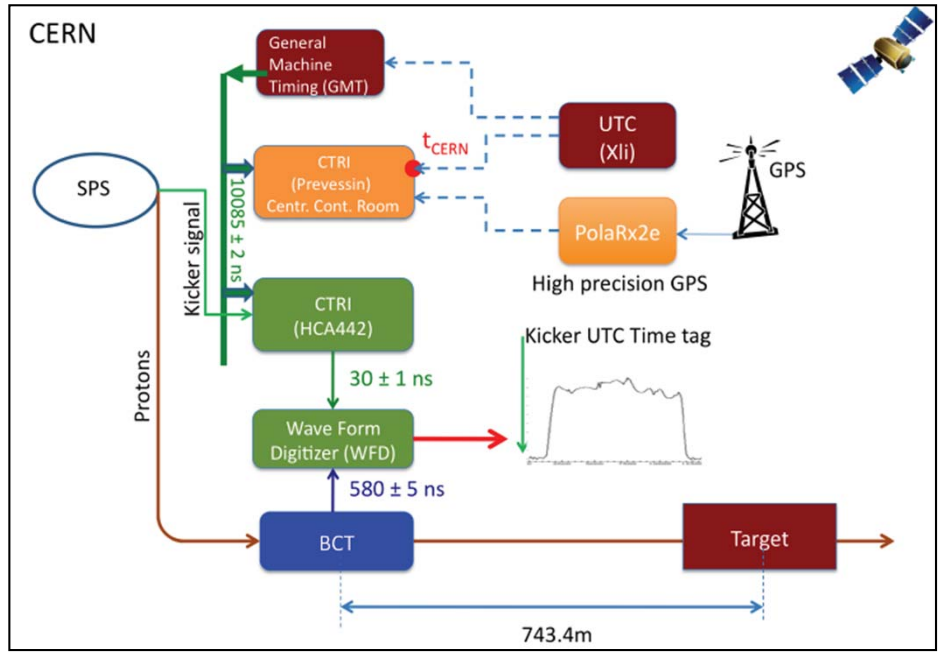 CERN
General
Machine
Timing (GMT)
UTC
(Xli)
GPS
tCERN
CTRI
(Prevessin)
Centr. Cont. Room
SPS
PolaRx2e
High precision GPS
10085 ± 2 ns
Kicker signal
CTRI
(HCA442)
Kicker UTC Time tag
30 ± 1 ns
Protons
Wave Form
Digitizer (WFD)
580 ± 5 ns
BCT
Target
743.4m